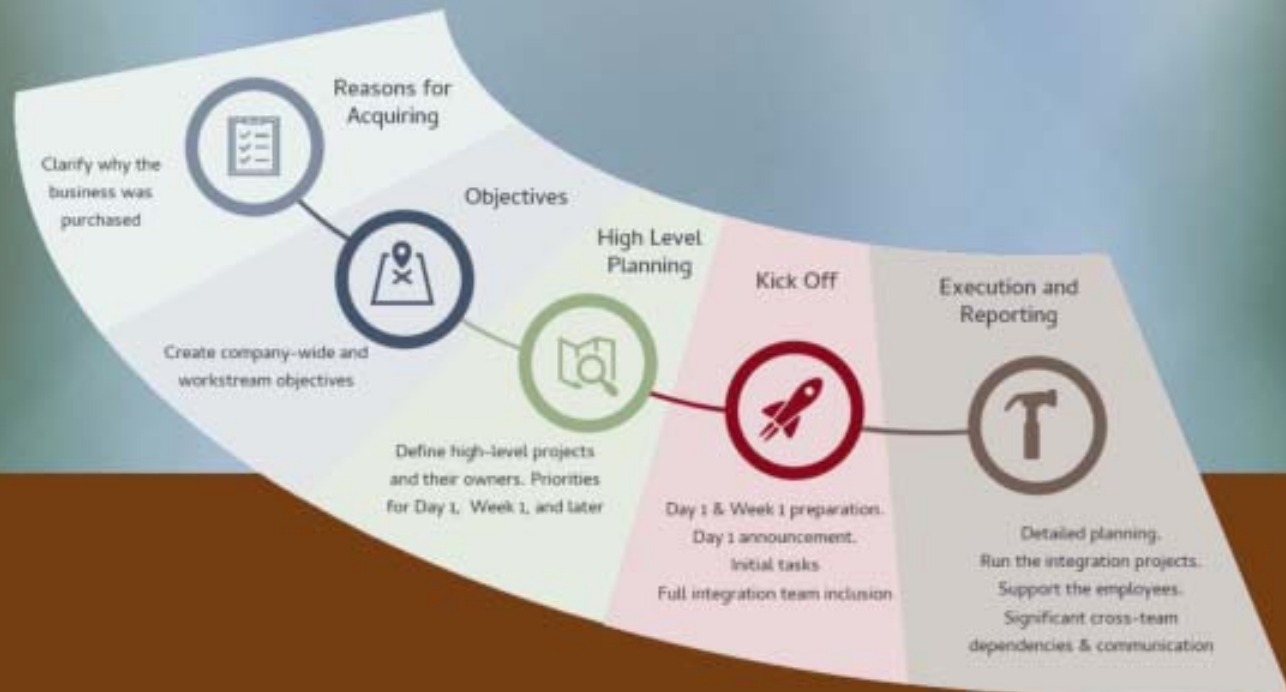 Reasons for
Acquiring
Clarify why the
business was
purchased
Objectives
Create company-wide and
workstream objectives
High Level
Planning
Define high-level projects
and their owners. Priorities
for Day 1, Week 1, and later
Kick Off
Day 1 & Week 1 preparation.
Day 1 announcement.
Initial tasks
Full integration team inclusion
Execution and
Reporting
Detailed planning.
Run the integration projects.
Support the employees.
Significant cross-team
dependencies & communication